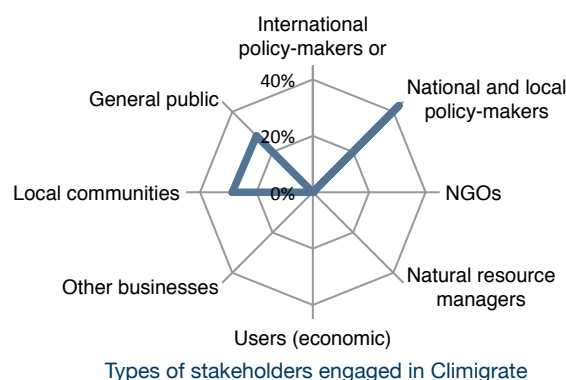 International
policy-makers or
40%
National and local
policy-makers
General public
20%
Local communities
0%
NGOs
Other businesses
Natural resource
managers
Users (economic)
Types of stakeholders engaged in Climigrate